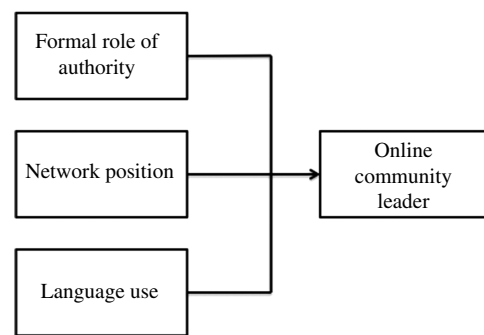 Formal role of
authority
Network position
Online
community
leader
Language use